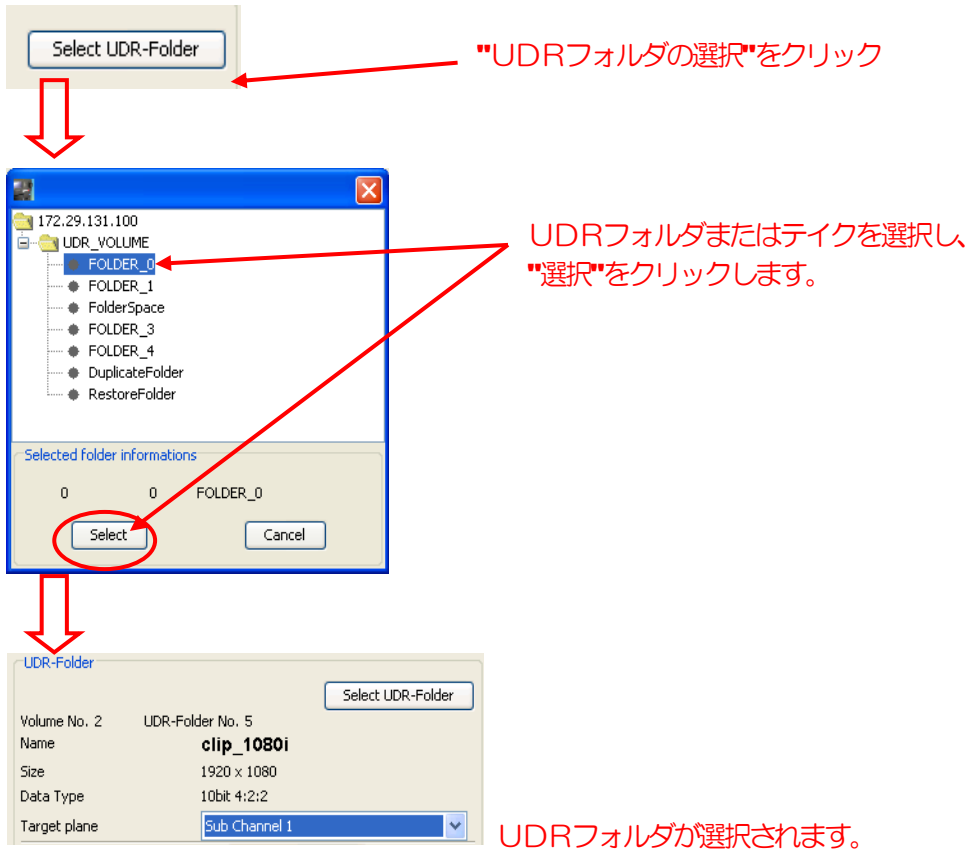 Select UDR-Folder
"UDRフォルダの選択"をクリック
172.29.131.100
UDR_VOLUME
FOLDER_0
FOLDER_1
FolderSpace
FOLDER_3
FOLDER_4
DuplicateFolder
RestoreFolder
UDRフォルダまたはテイクを選択し、
"選択"をクリックします。
Selected folder informations
0 0 FOLDER_0
Select Cancel
UDR-Folder
Select UDR-Folder
Volume No. 2 UDR-Folder No. 5
Name clip_1080i
Size 1920 x 1080
Data Type 10bit 4:2:2
Target plane Sub Channel 1
UDRフォルダが選択されます。